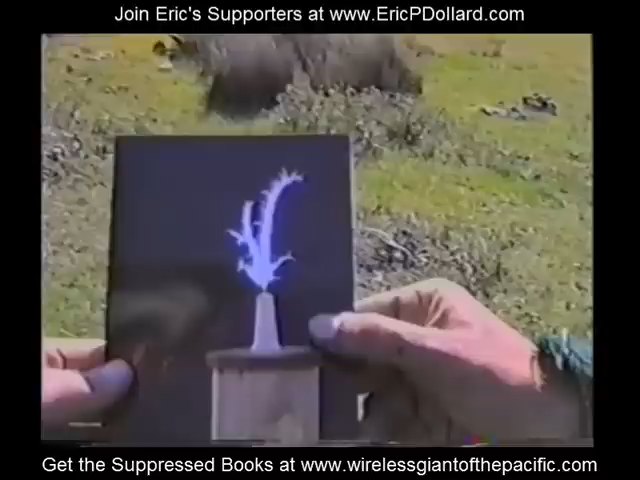 Join Eric's Supporters at www.EricPDollard.com
Get the Suppressed Books at www.wirelessgiantofthepacific.com